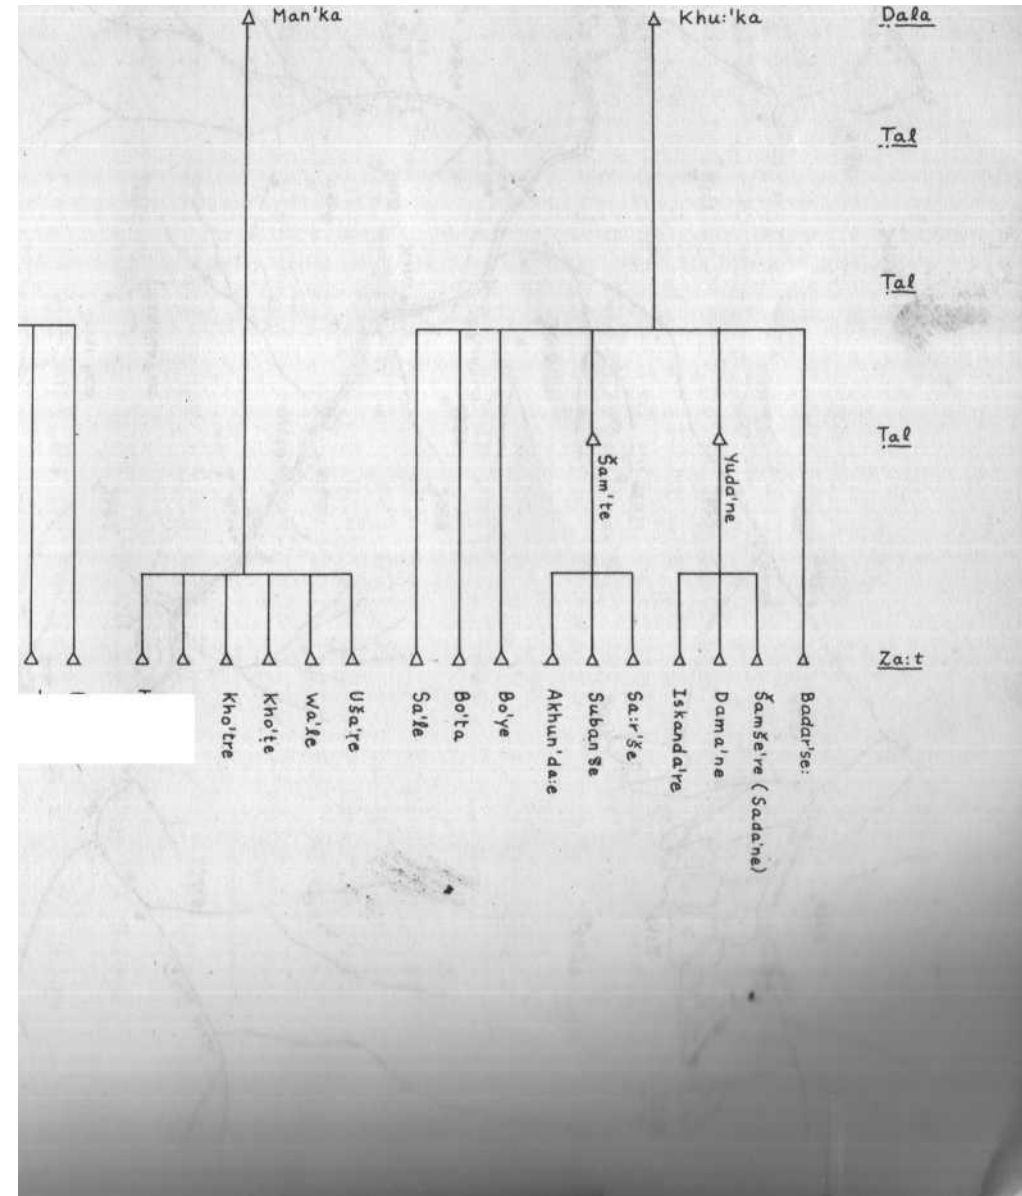 Man'ka
Khu:'ka
Dala
Tal
Tal
Šam'te
Yuda'ne
Tal
Za:t
Kho'tre
Kho'ṭe
Wa'le
Uṣa're
Sa'le
Bo'ta
Bo'ye
Akhun'da:e
Suban'še
Sa:r'še
Iskanda're
Dama'ne
Šamše're (Sada'ne)
Badar'se: